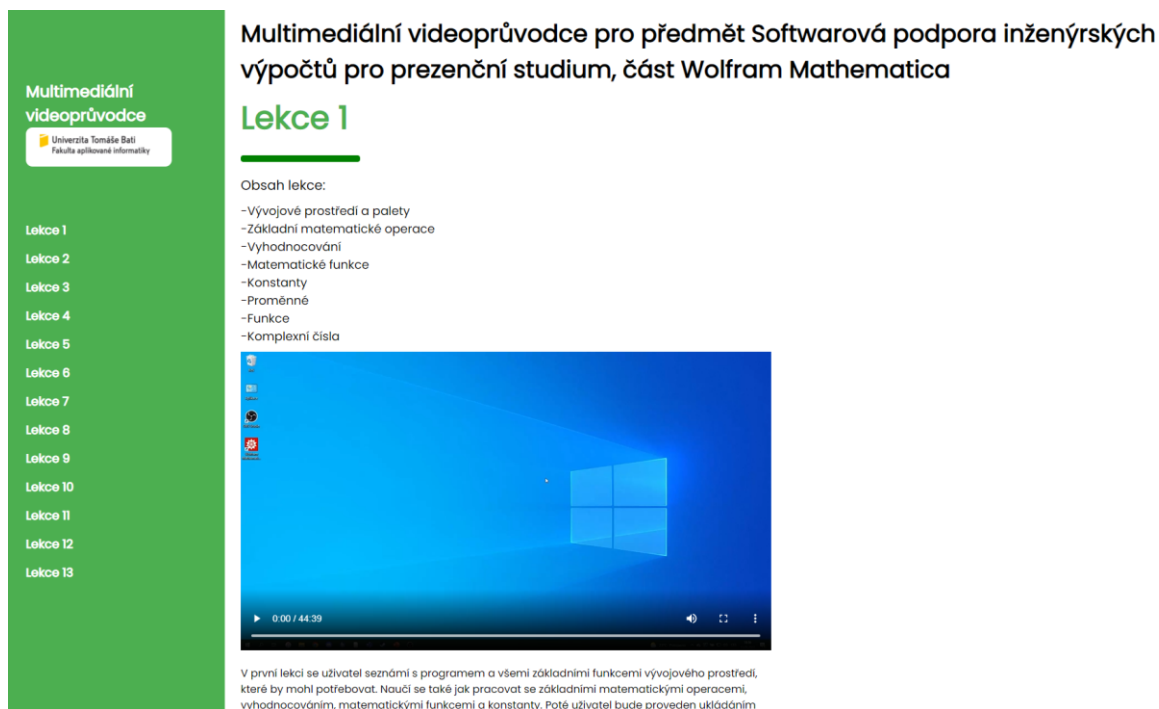 Multimediální
videoprůvodce
Univerzita Tomáše Bati
Fakulta aplikované informatiky
Lekce 1
Lekce 2
Lekce 3
Lekce 4
Lekce 5
Lekce 6
Lekce 7
Lekce 8
Lekce 9
Lekce 10
Lekce 11
Lekce 12
Lekce 13
Multimediální videoprůvodce pro předmět Softwarová podpora inženýrských
výpočtů pro prezenční studium, část Wolfram Mathematica
Lekce 1
Obsah lekce:
-Vývojové prostředí a palety
-Základní matematické operace
-Vyhodnocování
-Matematické funkce
-Konstanty
-Proměnné
-Funkce
-Komplexní čísla
0:00 / 44:39
V první lekci se uživatel seznámí s programem a všemi základními funkcemi vývojového prostředí,
které by mohl potřebovat. Naučí se také jak pracovat se základními matematickými operacemi,
vyhodnocováním, matematickými funkcemi a konstanty. Poté uživatel bude proveden ukládáním